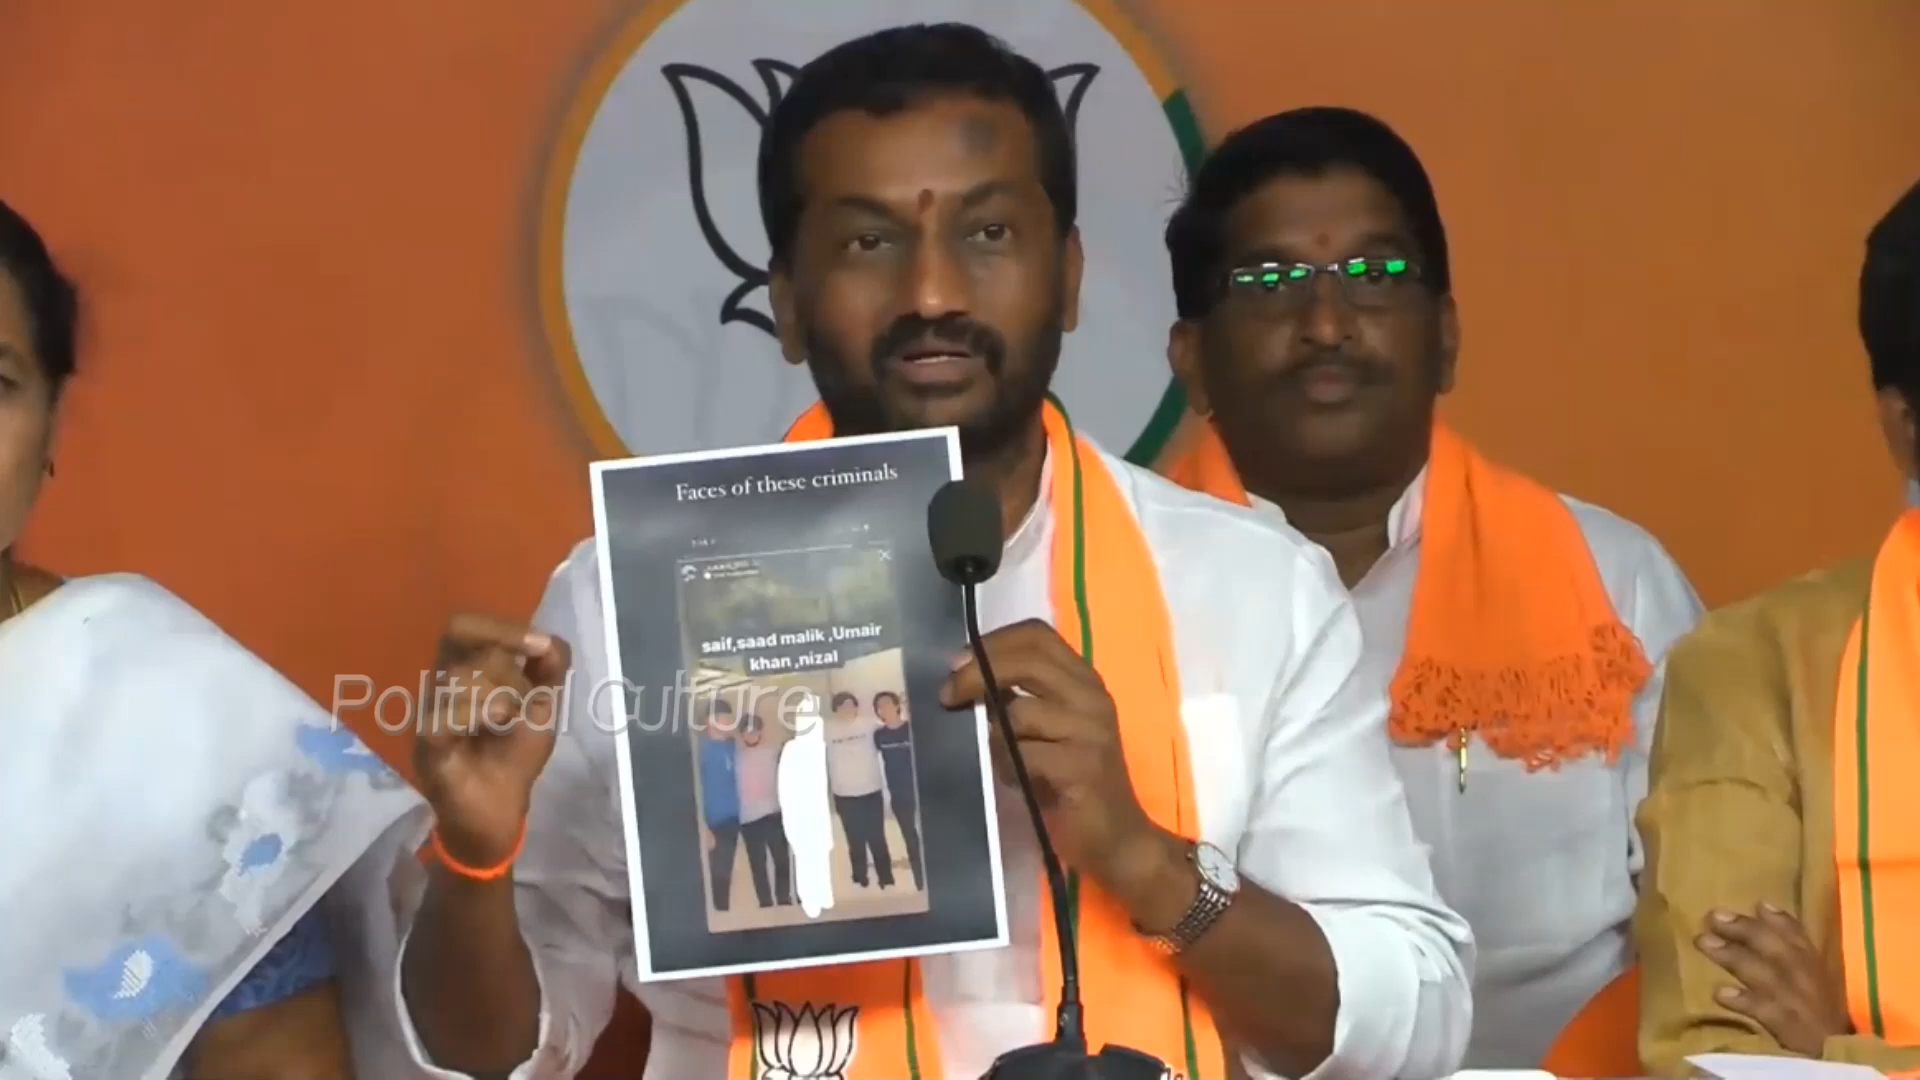 Faces of these criminals
saif,saad malik ,Umair
khan ,nizal
Political Culture